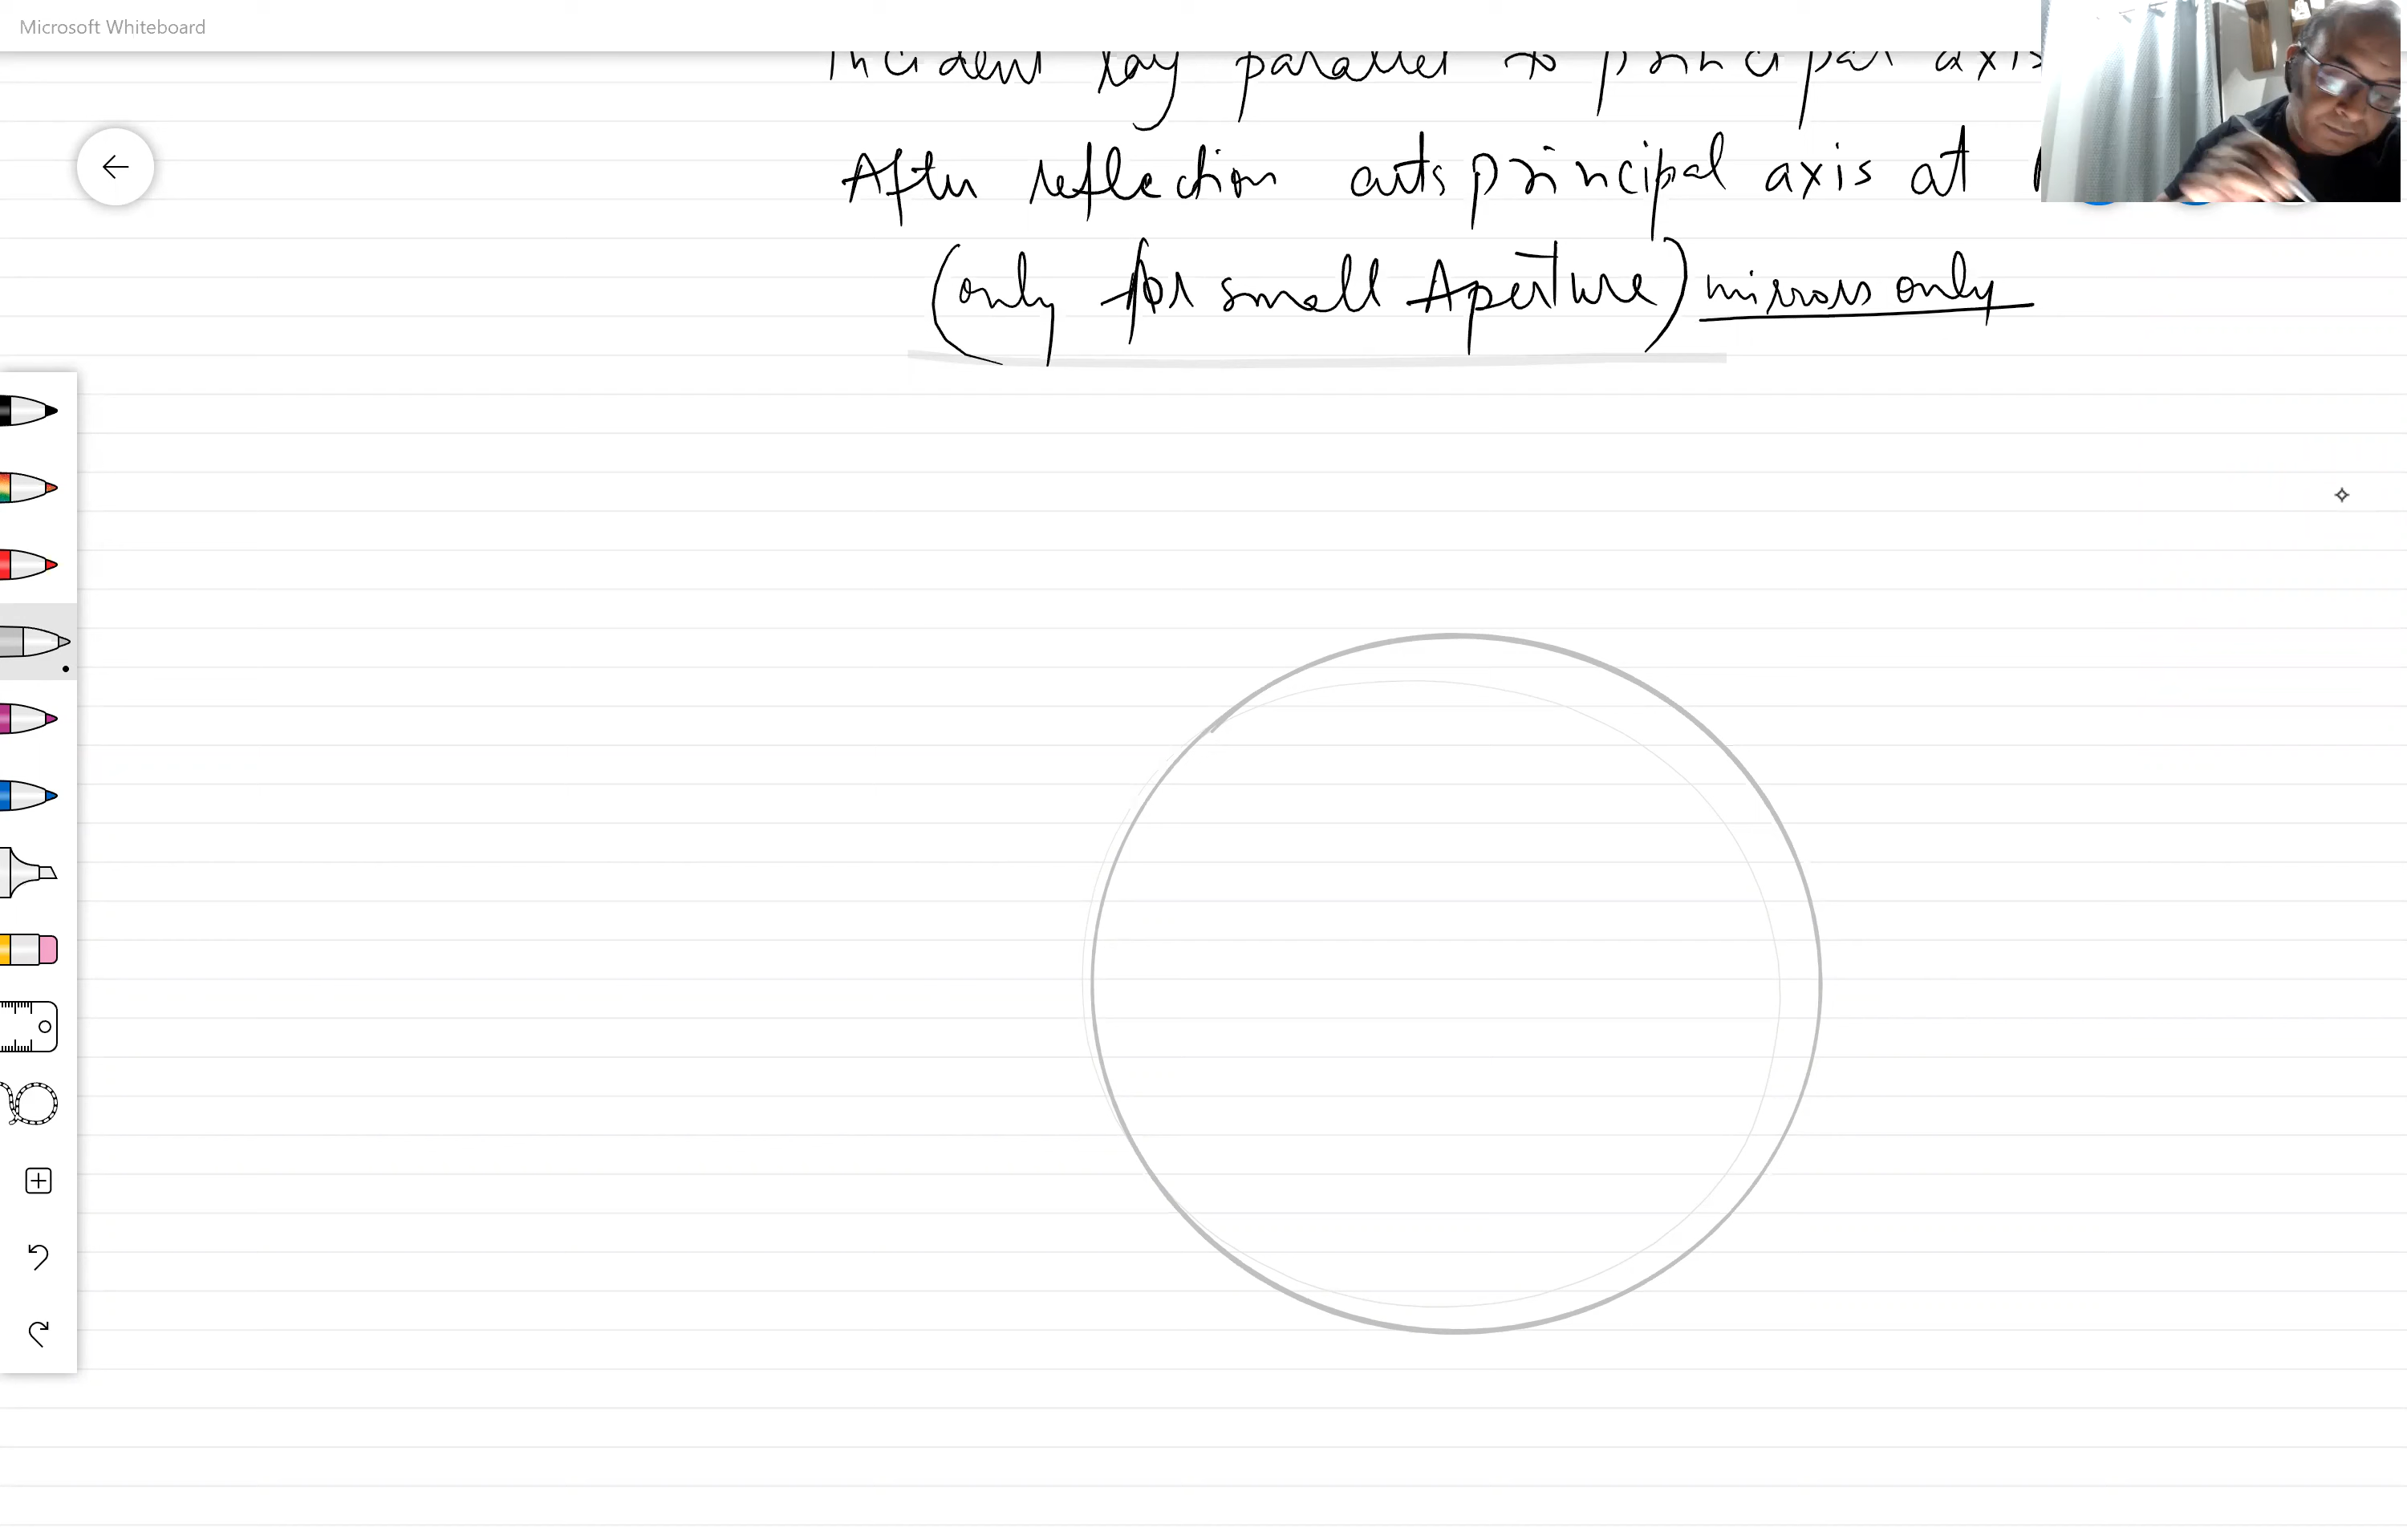 Microsoft Whiteboard
Incident ray parallel to principal axis
After reflection cuts principal axis at
(only for small Aperture) mirrors only